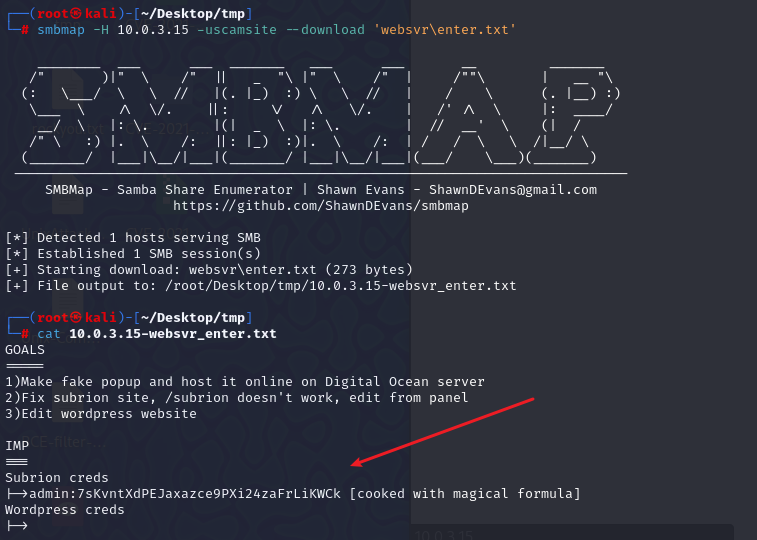 ┌──(root㉿kali)-[~/Desktop/tmp]
└─# smbmap -H 10.0.3.15 -uscamsite --download 'websvr\enter.txt'
SMBMAP
SMBMap - Samba Share Enumerator | Shawn Evans - ShawnDEvans@gmail.com
https://github.com/ShawnDEvans/smbmap
[*] Detected 1 hosts serving SMB
[*] Established 1 SMB session(s)
[+] Starting download: websvr\enter.txt (273 bytes)
[+] File output to: /root/Desktop/tmp/10.0.3.15-websvr_enter.txt
┌──(root㉿kali)-[~/Desktop/tmp]
└─# cat 10.0.3.15-websvr_enter.txt
GOALS
=====
1)Make fake popup and host it online on Digital Ocean server
2)Fix subrion site, /subrion doesn't work, edit from panel
3)Edit wordpress website
IMP
===
Subrion creds
|->admin:7sKvntXdPEJaxazce9PXi24zaFrLiKWCk [cooked with magical formula]
Wordpress creds
|->
10.0.3.15